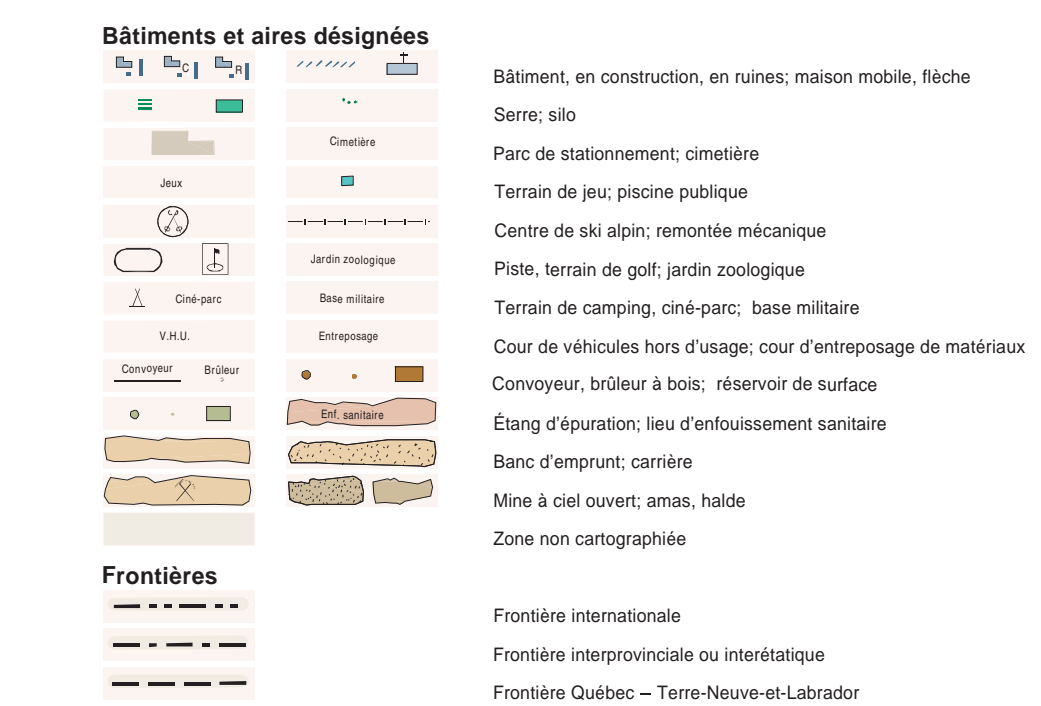 Bâtiments et aires désignées
C R Bâtiment, en construction, en ruines; maison mobile, flèche
Serre; silo
Cimetière Parc de stationnement; cimetière
Jeux Terrain de jeu; piscine publique
Centre de ski alpin; remontée mécanique
Jardin zoologique Piste, terrain de golf; jardin zoologique
Ciné-parc Base militaire Terrain de camping, ciné-parc; base militaire
V.H.U. Entreposage Cour de véhicules hors d'usage; cour d'entreposage de matériaux
Convoyeur Brûleur Convoyeur, brûleur à bois; réservoir de surface
Enf. sanitaire Étang d'épuration; lieu d'enfouissement sanitaire
Banc d'emprunt; carrière
Mine à ciel ouvert; amas, halde
Zone non cartographiée
Frontières
Frontière internationale
Frontière interprovinciale ou interétatique
Frontière Québec – Terre-Neuve-et-Labrador